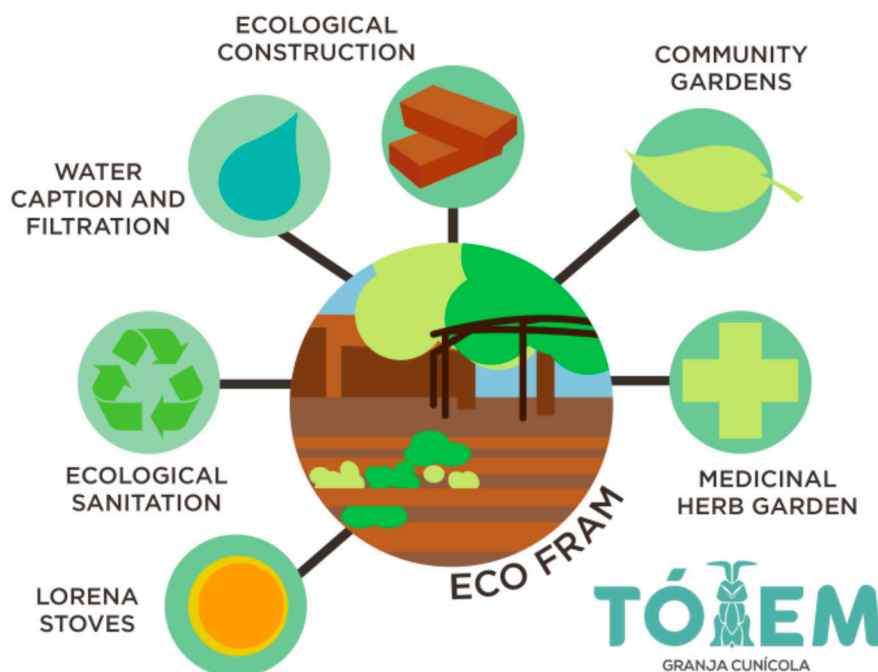 ECOLOGICAL
CONSTRUCTION
COMMUNITY
GARDENS
WATER
CAPTION AND
FILTRATION
ECOLOGICAL
SANITATION
MEDICINAL
HERB GARDEN
LORENA
STOVES
ECO FRAM
TÓTEM
GRANJA CUNÍCOLA